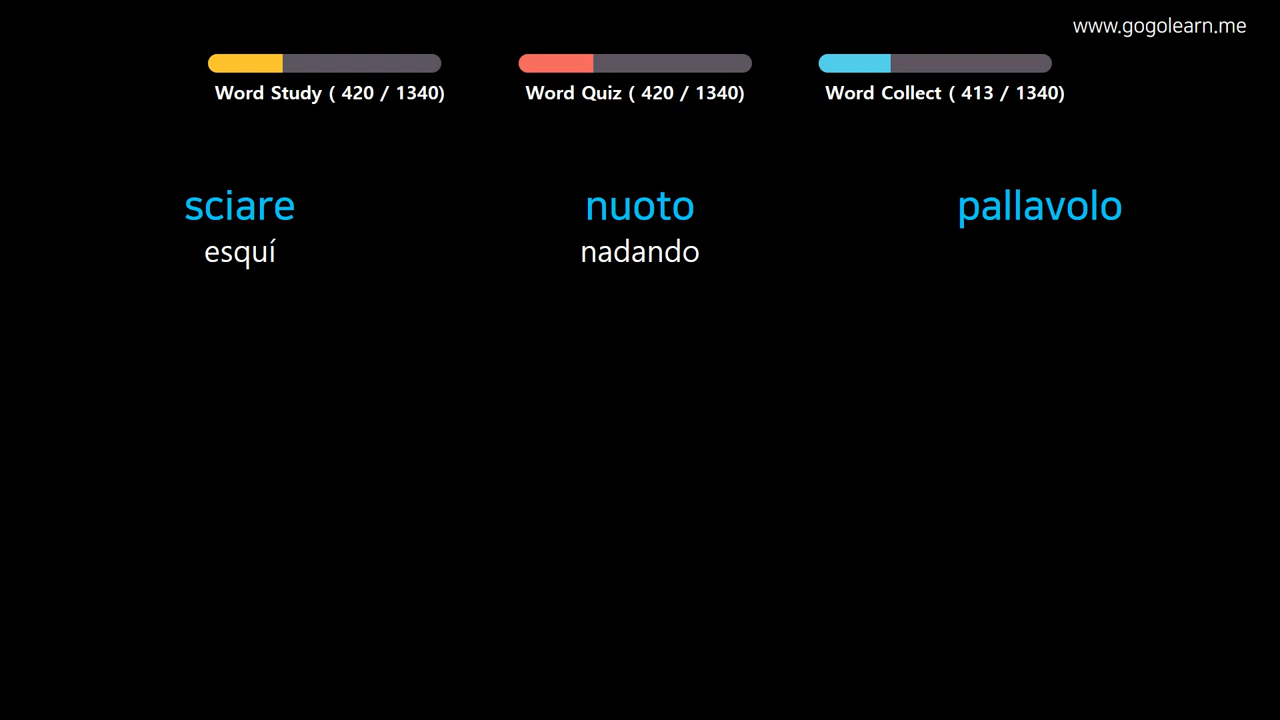 www.gogolearn.me
Word Study ( 420 / 1340)
Word Quiz ( 420 / 1340)
Word Collect ( 413 / 1340)
sciare
esquí
nuoto
nadando
pallavolo